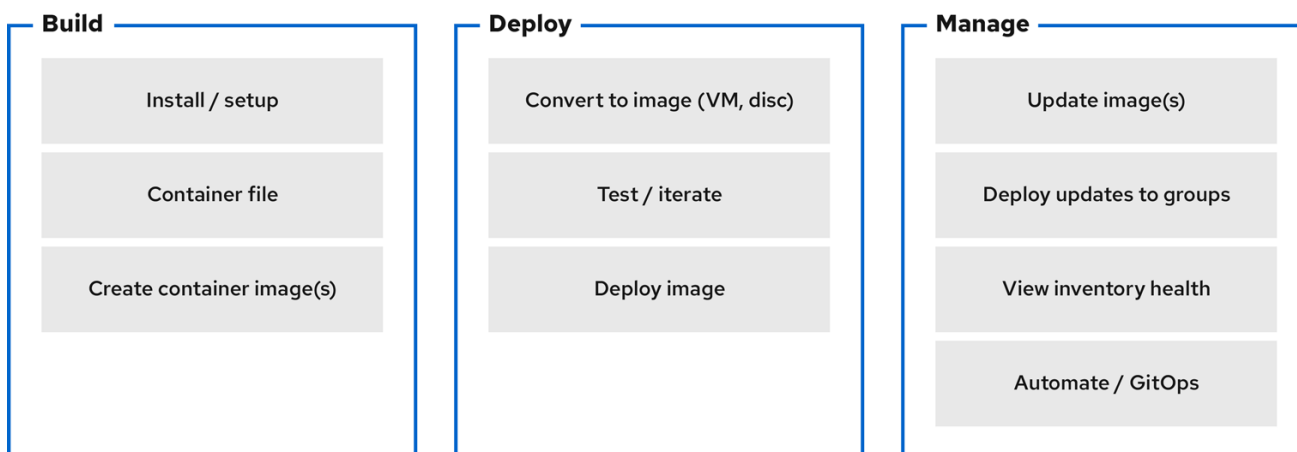 Build
Install / setup
Container file
Create container image(s)
Deploy
Convert to image (VM, disc)
Test / iterate
Deploy image
Manage
Update image(s)
Deploy updates to groups
View inventory health
Automate / GitOps